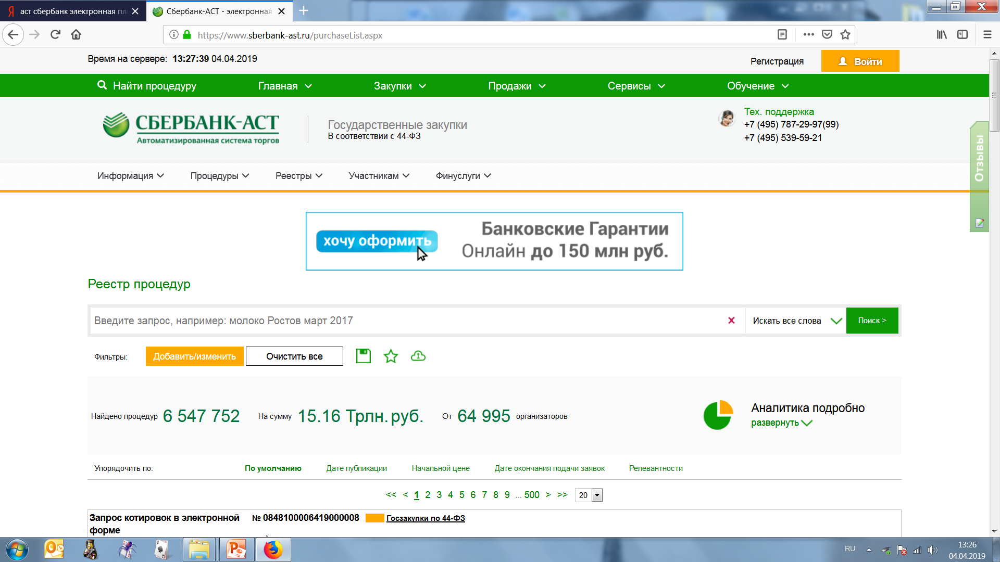 аст сбербанк электронная пл
Сбербанк-АСТ - электронная
https://www.sberbank-ast.ru/purchaseList.aspx
Время на сервере: 13:27:39 04.04.2019
Регистрация
Войти
Найти процедуру
Главная
Закупки
Продажи
Сервисы
Обучение
СБЕРБАНК-АСТ
Автоматизированная система торгов
Государственные закупки
В соответствии с 44-ФЗ
Тех. поддержка
+7 (495) 787-29-97(99)
+7 (495) 539-59-21
Отзывы
Информация
Процедуры
Реестры
Участникам
Финуслуги
хочу оформить
Банковские Гарантии
Онлайн до 150 млн руб.
Реестр процедур
Введите запрос, например: молоко Ростов март 2017
Искать все слова
Поиск >
Фильтры:
Добавить/изменить
Очистить все
Найдено процедур 6 547 752 На сумму 15.16 Трлн. руб. От 64 995 организаторов
Аналитика подробно
развернуть
Упорядочить по:
По умолчанию
Дате публикации
Начальной цене
Дате окончания подачи заявок
Релевантности
<< < 1 2 3 4 5 6 7 8 9 ... 500 > >> 20
Запрос котировок в электронной
форме
№ 0848100006419000008
Госзакупки по 44-ФЗ
RU
13:26
04.04.2019